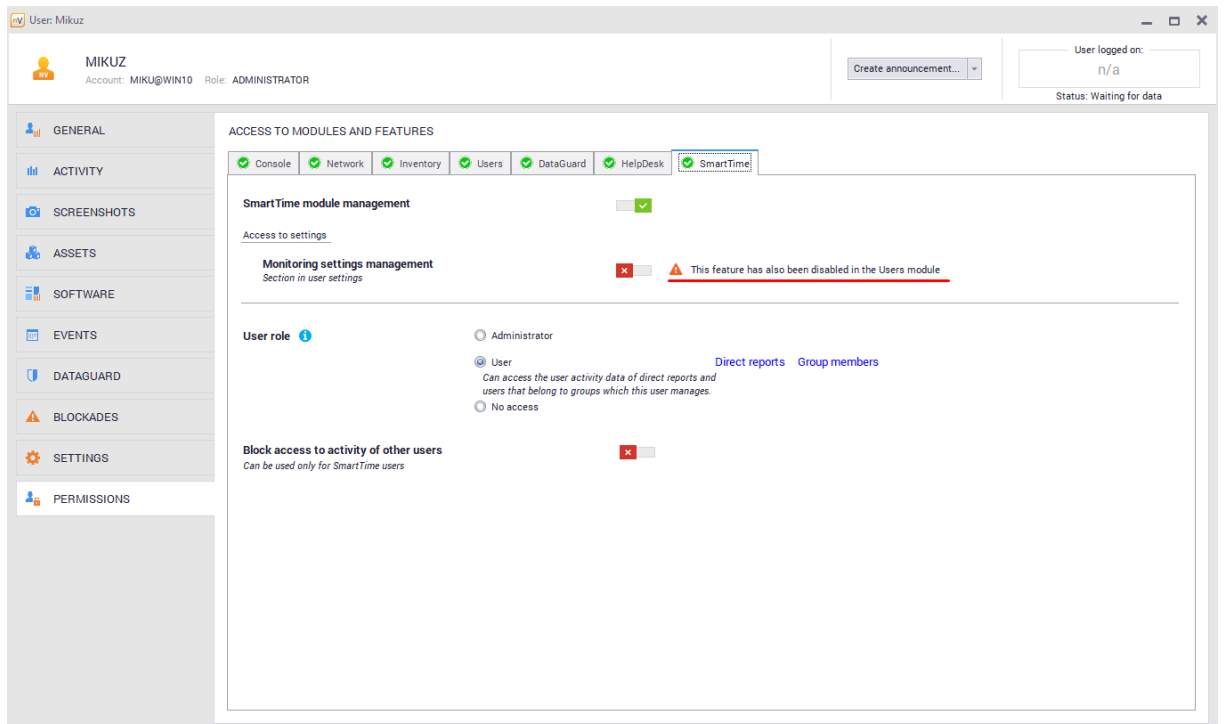 nV User: Mikuz
MIKUZ
Account: MIKU@WIN10 Role: ADMINISTRATOR
NV
Create announcement...
User logged on:
n/a
Status: Waiting for data
GENERAL
ACTIVITY
SCREENSHOTS
ASSETS
SOFTWARE
EVENTS
DATAGUARD
BLOCKADES
SETTINGS
PERMISSIONS
ACCESS TO MODULES AND FEATURES
Console Network Inventory Users DataGuard HelpDesk SmartTime
SmartTime module management
Access to settings
Monitoring settings management
Section in user settings
This feature has also been disabled in the Users module
User role
Administrator
User Direct reports Group members
Can access the user activity data of direct reports and
users that belong to groups which this user manages.
No access
Block access to activity of other users
Can be used only for SmartTime users